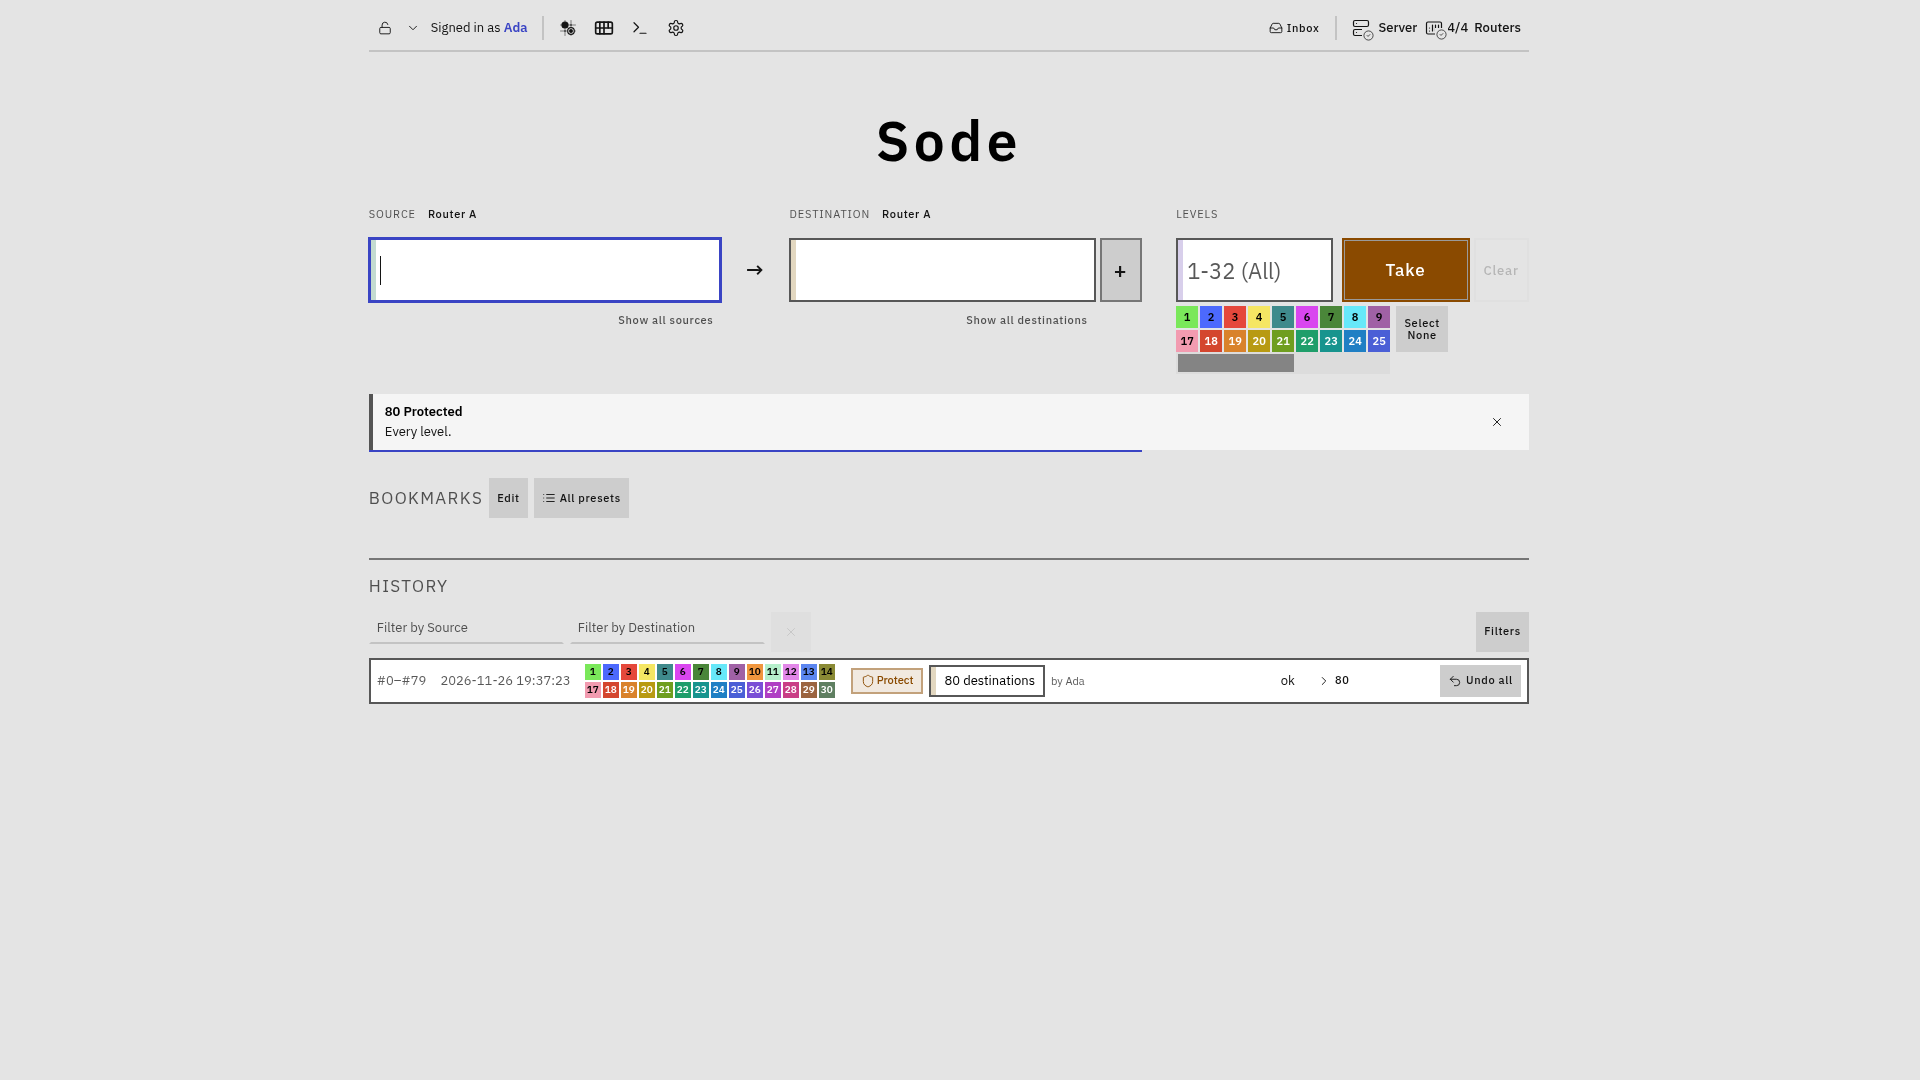 Signed in as Ada
Inbox
Server
4/4 Routers
Sode
SOURCE Router A
DESTINATION Router A
LEVELS
→
+
1-32 (All)
Take
Clear
Show all sources
Show all destinations
1 2 3 4 5 6 7 8 9
17 18 19 20 21 22 23 24 25
Select
None
80 Protected
Every level.
BOOKMARKS
Edit
All presets
HISTORY
Filter by Source
Filter by Destination
Filters
#0–#79
2026-11-26 19:37:23
1 2 3 4 5 6 7 8 9 10 11 12 13 14
17 18 19 20 21 22 23 24 25 26 27 28 29 30
Protect
80 destinations
by Ada
ok
80
Undo all